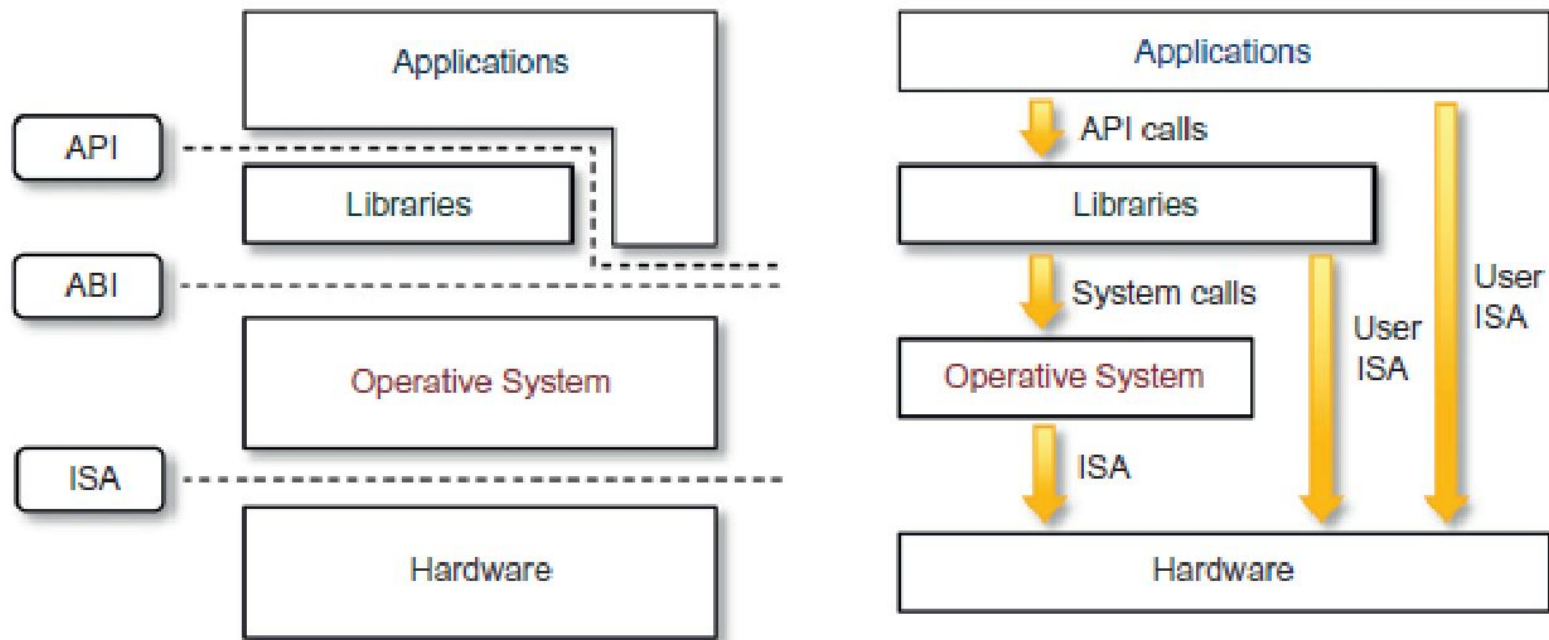 Applications
API
Libraries
ABI
Operative System
ISA
Hardware
Applications
API calls
Libraries
System calls
User
ISA
User
ISA
Operative System
ISA
Hardware